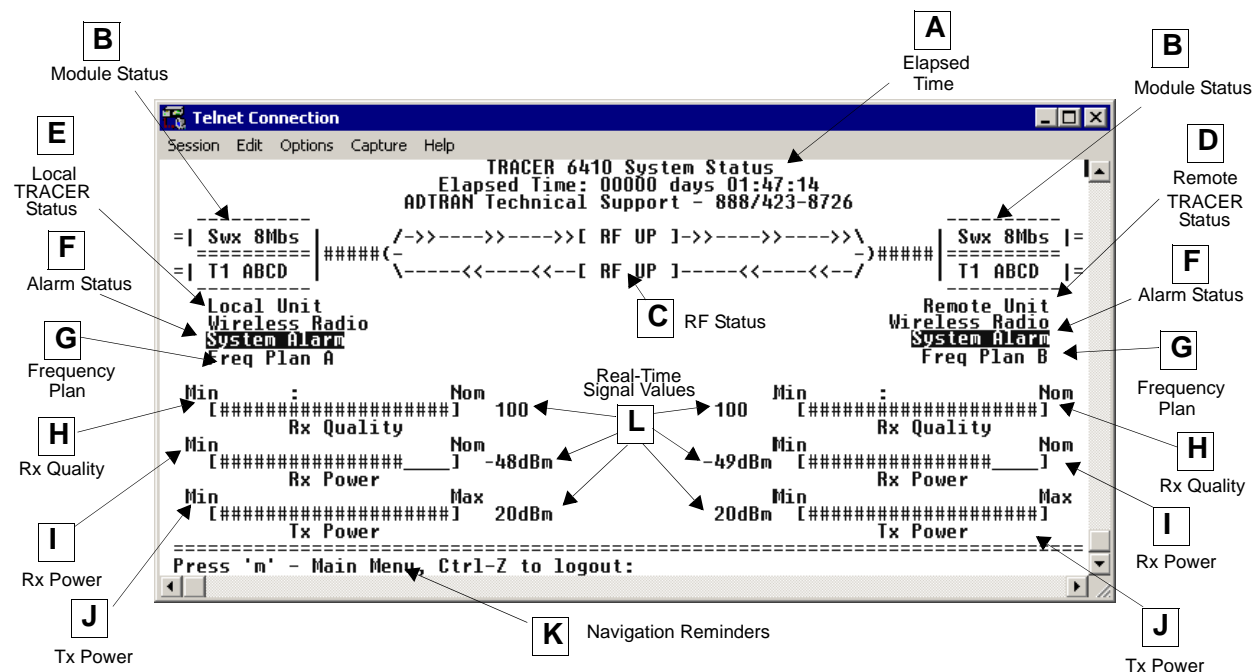 A
Elapsed
Time
B
Module Status
B
Module Status
Telnet Connection
Session Edit Options Capture Help
TRACER 6410 System Status
Elapsed Time: 00000 days 01:47:14
ADTRAN Technical Support - 888/423-8726
E
Local
TRACER
Status
D
Remote
TRACER
Status
--------- ---------
=| Swx 8Mbs | /->>---->>---->>[ RF UP ]->>---->>---->>\ | Swx 8Mbs |=
========= |#####(- -)#####| =========
=| T1 ABCD | \-----<<----<<--[ RF UP ]-----<<----<<--/ | T1 ABCD |=
--------- ---------
F
Alarm Status
F
Alarm Status
C
RF Status
Local Unit Remote Unit
Wireless Radio Wireless Radio
System Alarm System Alarm
Freq Plan A Freq Plan B
G
Frequency
Plan
G
Frequency
Plan
Real-Time
Signal Values
L
Min : Nom Min : Nom
[####################] 100 100 [####################]
Rx Quality Rx Quality
H
Rx Quality
H
Rx Quality
Min Nom Nom
[################____] -48dBm -49dBm [################____]
Rx Power Rx Power
I
Rx Power
I
Rx Power
Min Max Min Max
[####################] 20dBm 20dBm [####################]
Tx Power Tx Power
Press 'm' - Main Menu, Ctrl-Z to logout:
J
Tx Power
J
Tx Power
K
Navigation Reminders